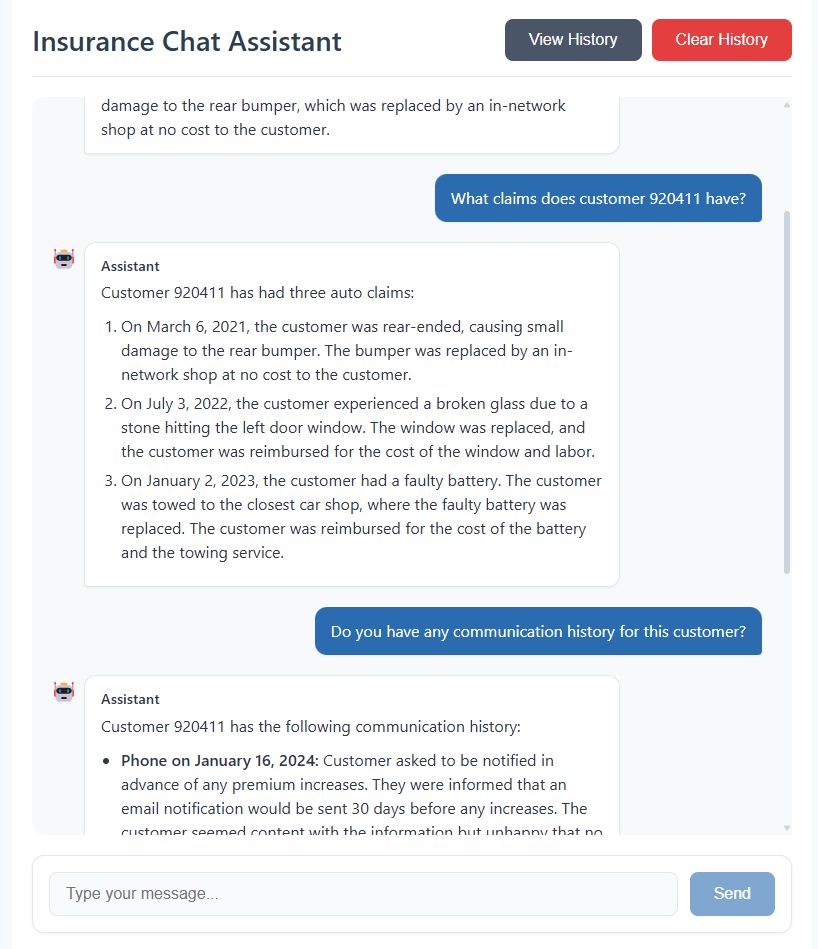 Insurance Chat Assistant
View History
Clear History
damage to the rear bumper, which was replaced by an in-network
shop at no cost to the customer.
What claims does customer 920411 have?
Assistant
Customer 920411 has had three auto claims:
1. On March 6, 2021, the customer was rear-ended, causing small
damage to the rear bumper. The bumper was replaced by an in-
network shop at no cost to the customer.
2. On July 3, 2022, the customer experienced a broken glass due to a
stone hitting the left door window. The window was replaced, and
the customer was reimbursed for the cost of the window and labor.
3. On January 2, 2023, the customer had a faulty battery. The customer
was towed to the closest car shop, where the faulty battery was
replaced. The customer was reimbursed for the cost of the battery
and the towing service.
Do you have any communication history for this customer?
Assistant
Customer 920411 has the following communication history:
• Phone on January 16, 2024: Customer asked to be notified in
advance of any premium increases. They were informed that an
email notification would be sent 30 days before any increases. The
customer seemed content with the information but unhappy that no
Type your message...
Send